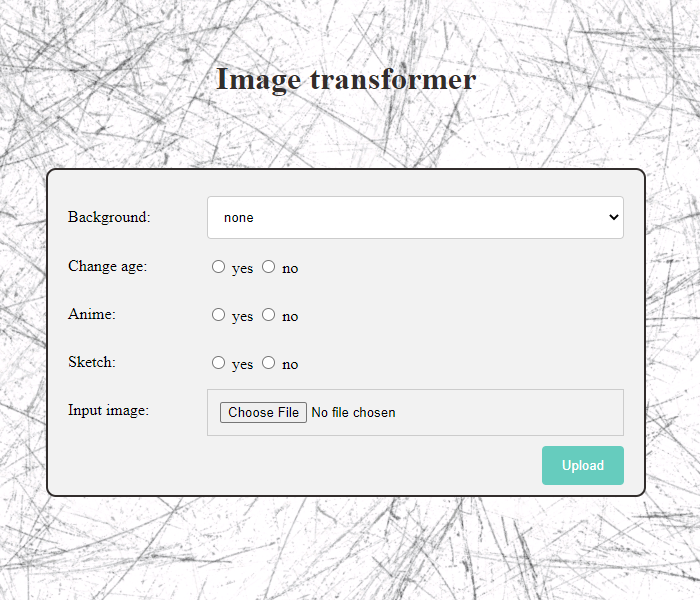 Image transformer
Background: none
Change age: yes no
Anime: yes no
Sketch: yes no
Input image: Choose File No file chosen
Upload